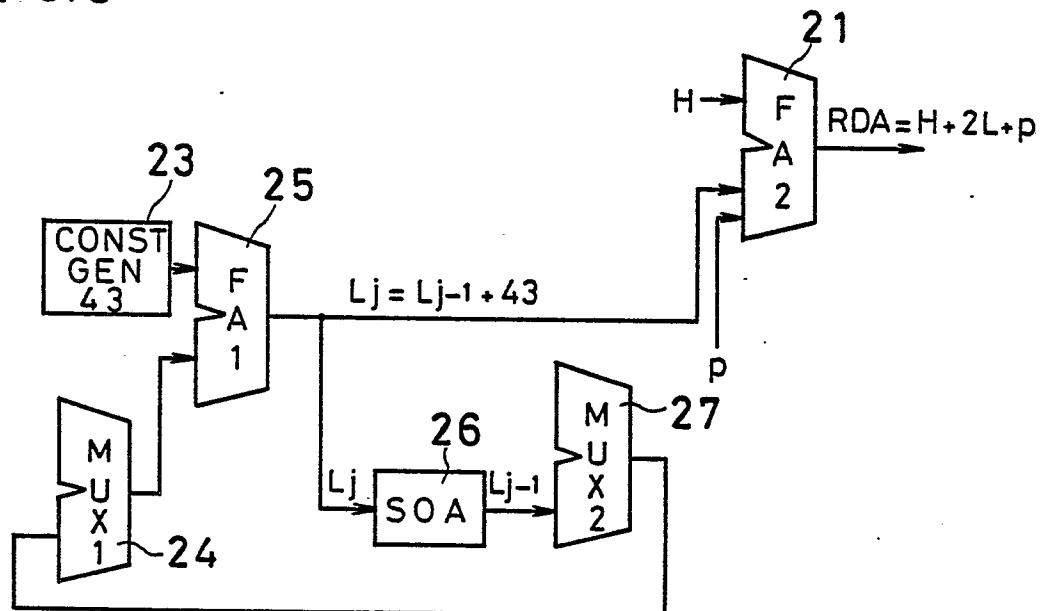 21
H
F
A
2
RDA=H+2L+p
23
25
CONST
GEN
43
F
A
1
Lj=Lj-1+43
p
M
U
X
1
24
26
Lj
SOA
Lj-1
M
U
X
2
27